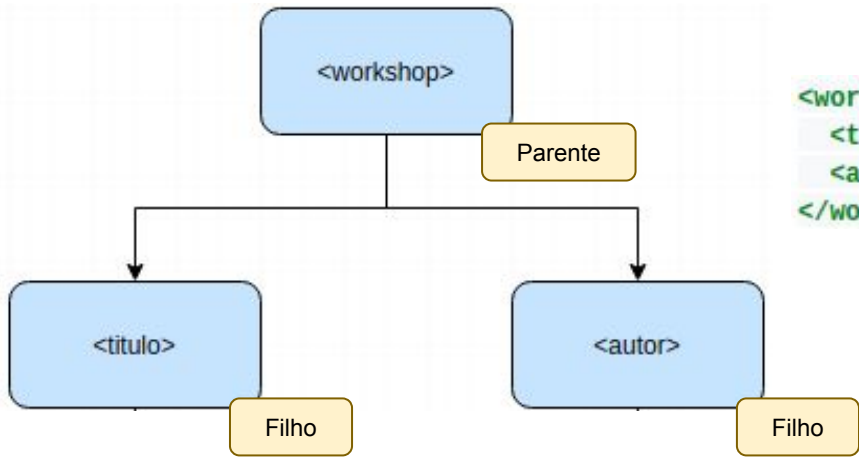 <workshop>
Parente
<wor
<t
<a
</wo
<titulo>
<autor>
Filho
Filho